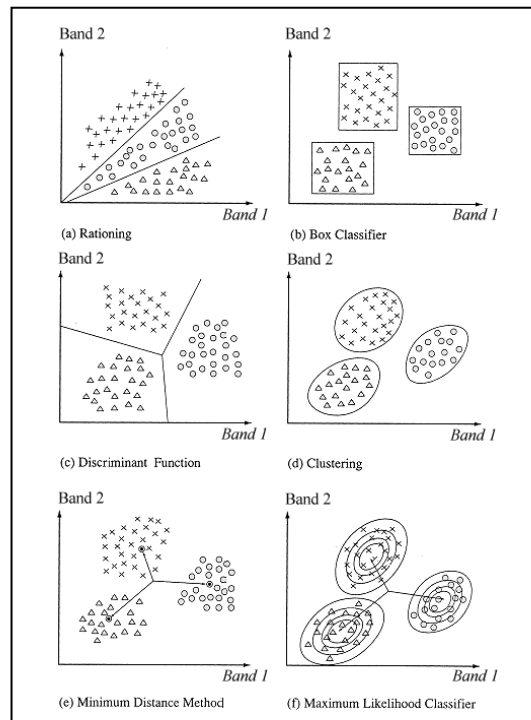 Band 2
Band 1
(a) Rationing
Band 2
Band 1
(b) Box Classifier
Band 2
Band 1
(c) Discriminant Function
Band 2
Band 1
(d) Clustering
Band 2
Band 1
(e) Minimum Distance Method
Band 2
Band 1
(f) Maximum Likelihood Classifier